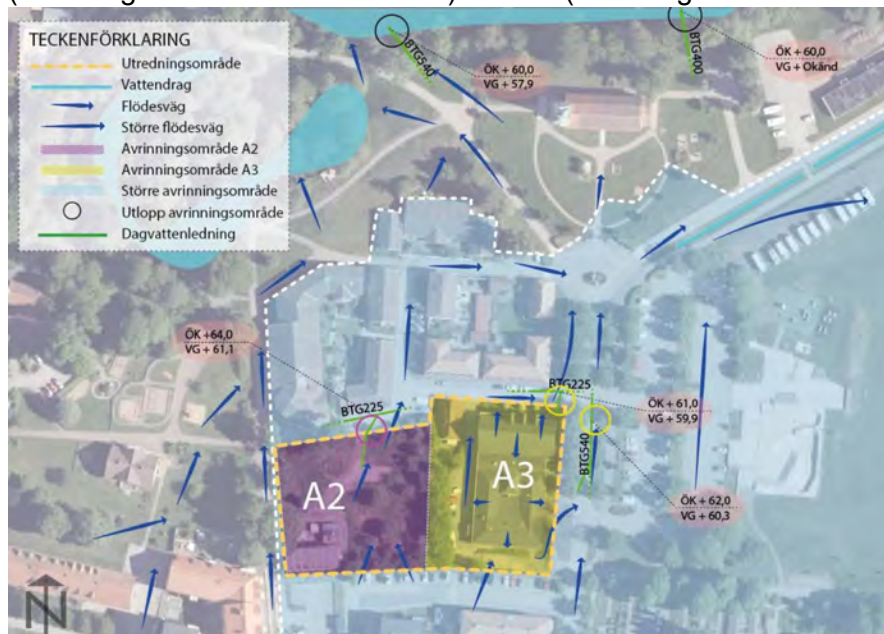 TECKENFÖRKLARING
Utredningsområde
Vattendrag
Flödesväg
Större flödesväg
Avrinningsområde A2
Avrinningsområde A3
Större avrinningsområde
Utlopp avrinningsområde
Dagvattenledning
BTG540
ÖK + 60,0
VG + 57,9
BTG400
ÖK + 60,0
VG + Okänd
ÖK +64,0
VG + 61,1
BTG225
BTG225
ÖK + 61,0
VG + 59,9
BTG540
ÖK + 62,0
VG + 60,3
A2
A3
N